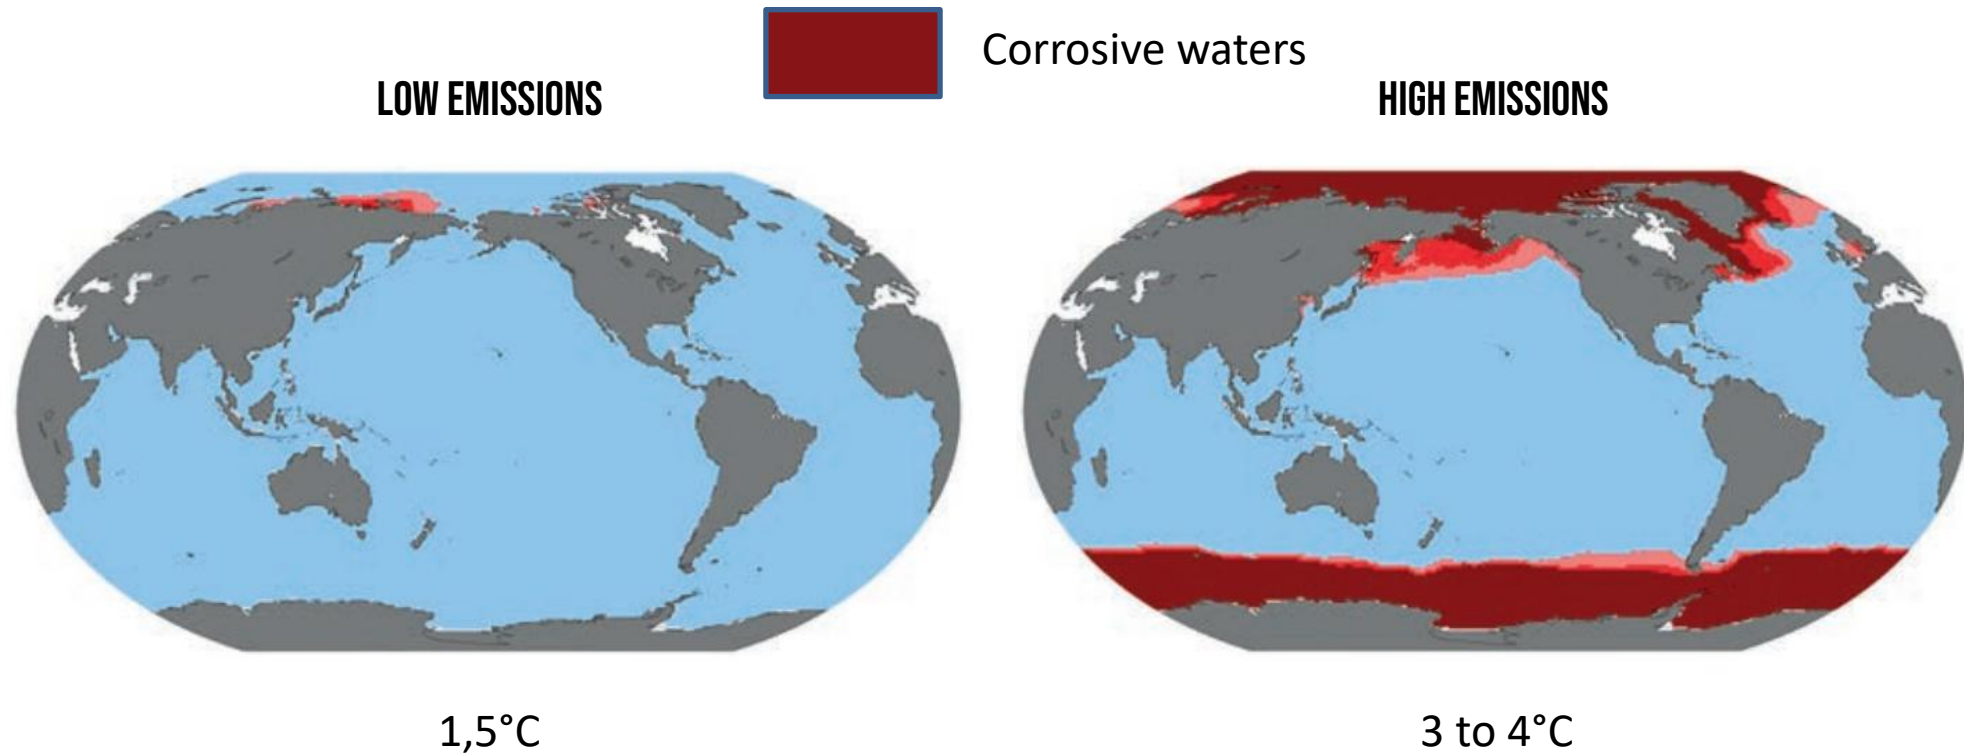 Corrosive waters
LOW EMISSIONS
HIGH EMISSIONS
1,5°C
3 to 4°C